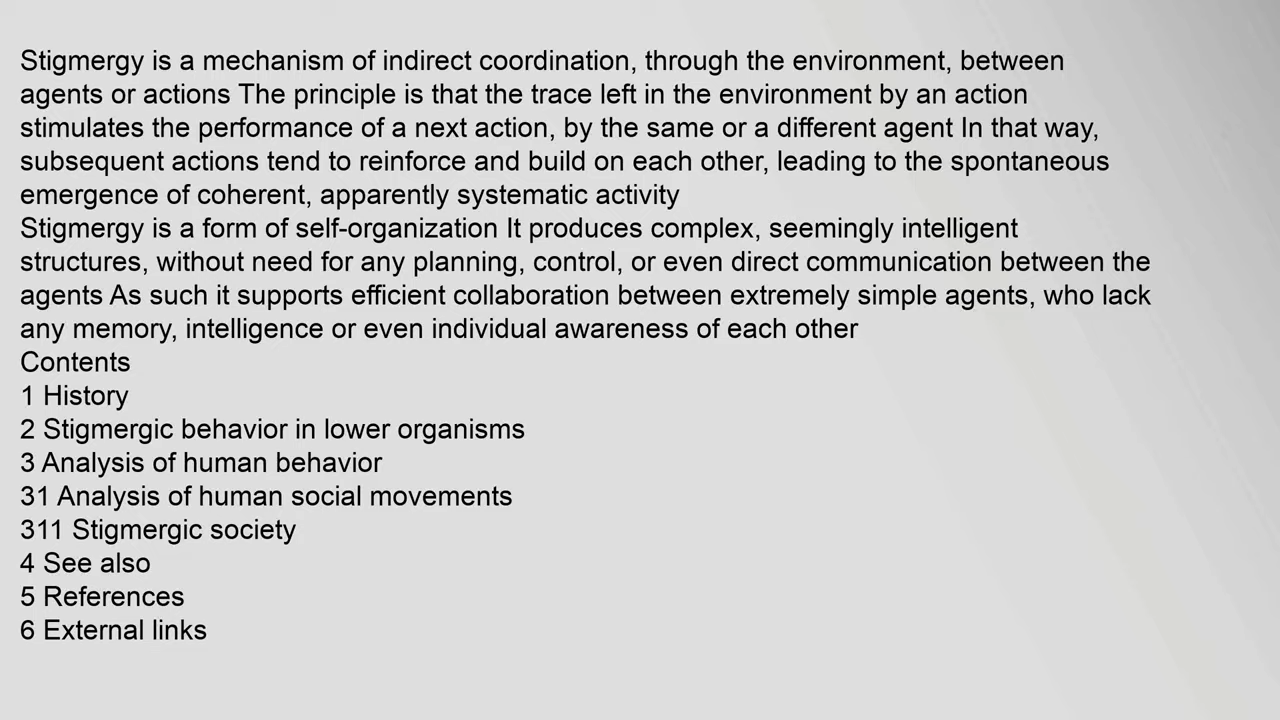 Stigmergy is a mechanism of indirect coordination, through the environment, between
agents or actions The principle is that the trace left in the environment by an action
stimulates the performance of a next action, by the same or a different agent In that way,
subsequent actions tend to reinforce and build on each other, leading to the spontaneous
emergence of coherent, apparently systematic activity
Stigmergy is a form of self-organization It produces complex, seemingly intelligent
structures, without need for any planning, control, or even direct communication between the
agents As such it supports efficient collaboration between extremely simple agents, who lack
any memory, intelligence or even individual awareness of each other
Contents
1 History
2 Stigmergic behavior in lower organisms
3 Analysis of human behavior
31 Analysis of human social movements
311 Stigmergic society
4 See also
5 References
6 External links